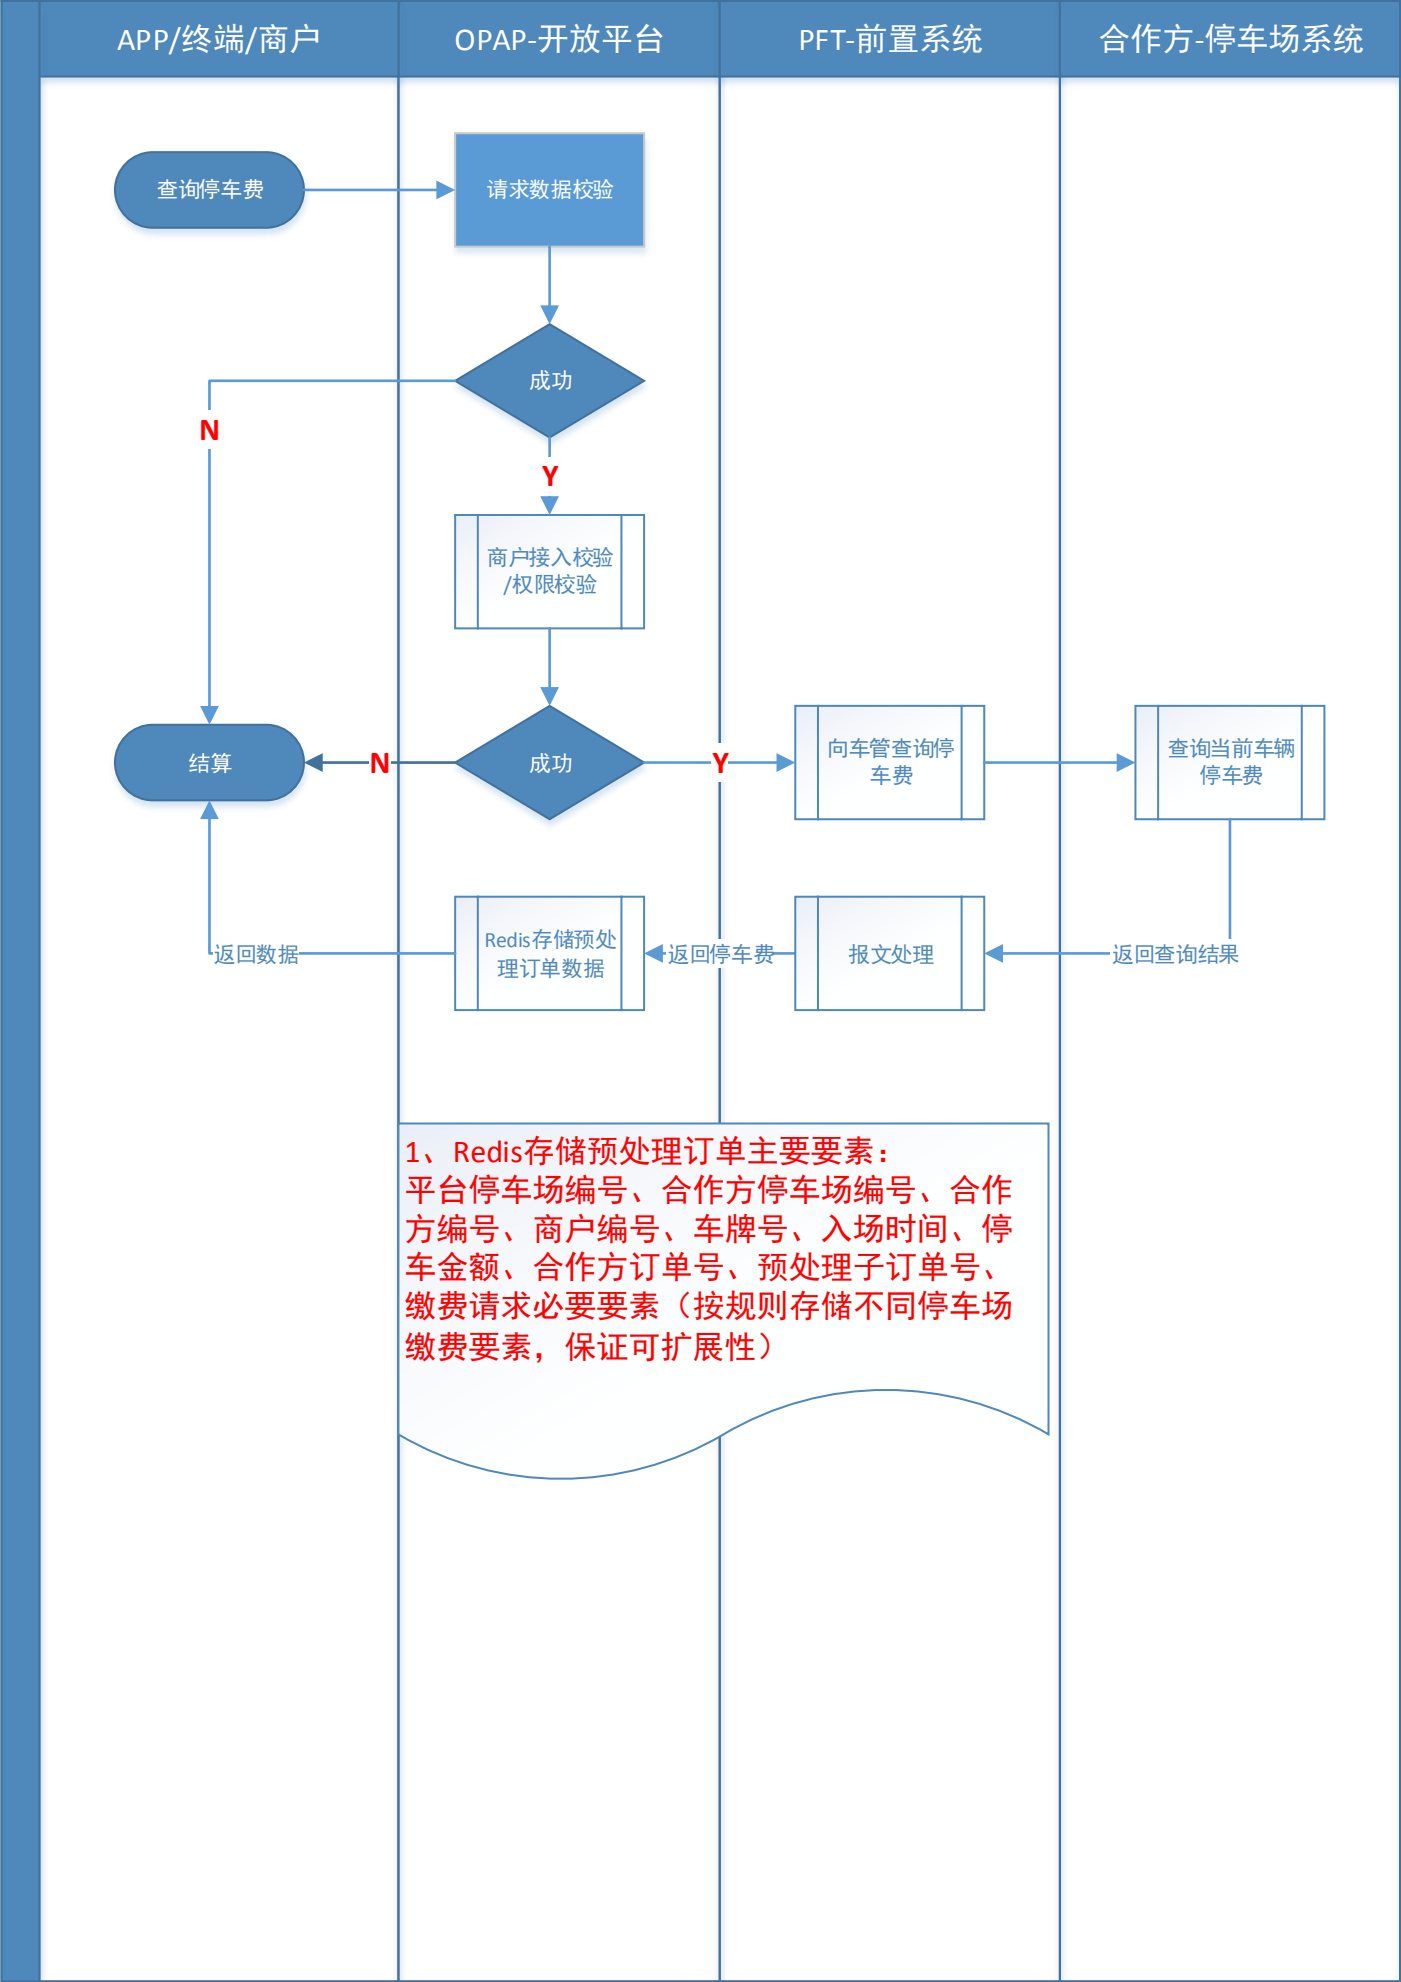 APP/终端/商户
OPAP-开放平台
PFT-前置系统
合作方-停车场系统
查询停车费
请求数据校验
成功
N
Y
商户接入校验
/权限校验
结算
N
成功
Y
向车管查询停
车费
查询当前车辆
停车费
返回数据
Redis存储预处
理订单数据
返回停车费
报文处理
返回查询结果
1、Redis存储预处理订单主要要素：
平台停车场编号、合作方停车场编号、合作
方编号、商户编号、车牌号、入场时间、停
车金额、合作方订单号、预处理子订单号、
缴费请求必要要素（按规则存储不同停车场
缴费要素，保证可扩展性）